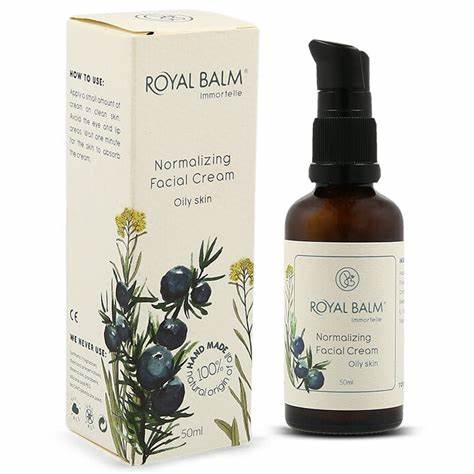 HOW TO USE:
Apply a small amount of
cream on clean skin.
Avoid the eye and lip
areas. Wait one minute
for the skin to absorb
the cream.
CE
WE NEVER USE:
ROYAL BALM®
Immortelle
Normalizing
Facial Cream
Oily skin
HAND MADE
100%
natural origin
50ml
ROYAL BALM®
Immortelle
Normalizing
Facial Cream
Oily skin
50ml